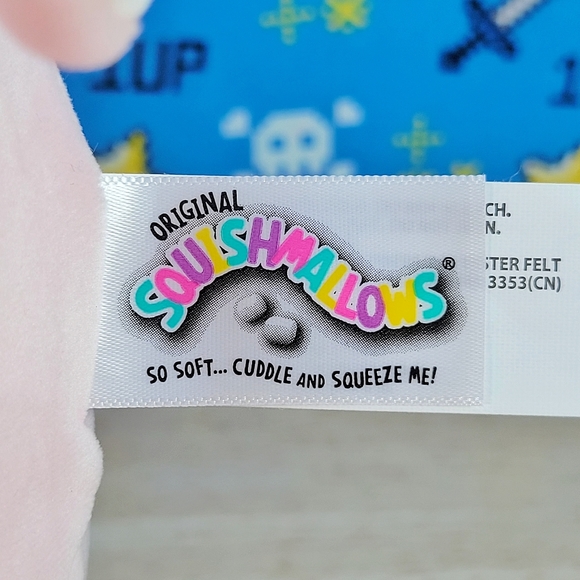 1UP
ORIGINAL
SQUISHMALLOWS®
SO SOFT... CUDDLE AND SQUEEZE ME!
CH.
N.
STER FELT
3353(CN)